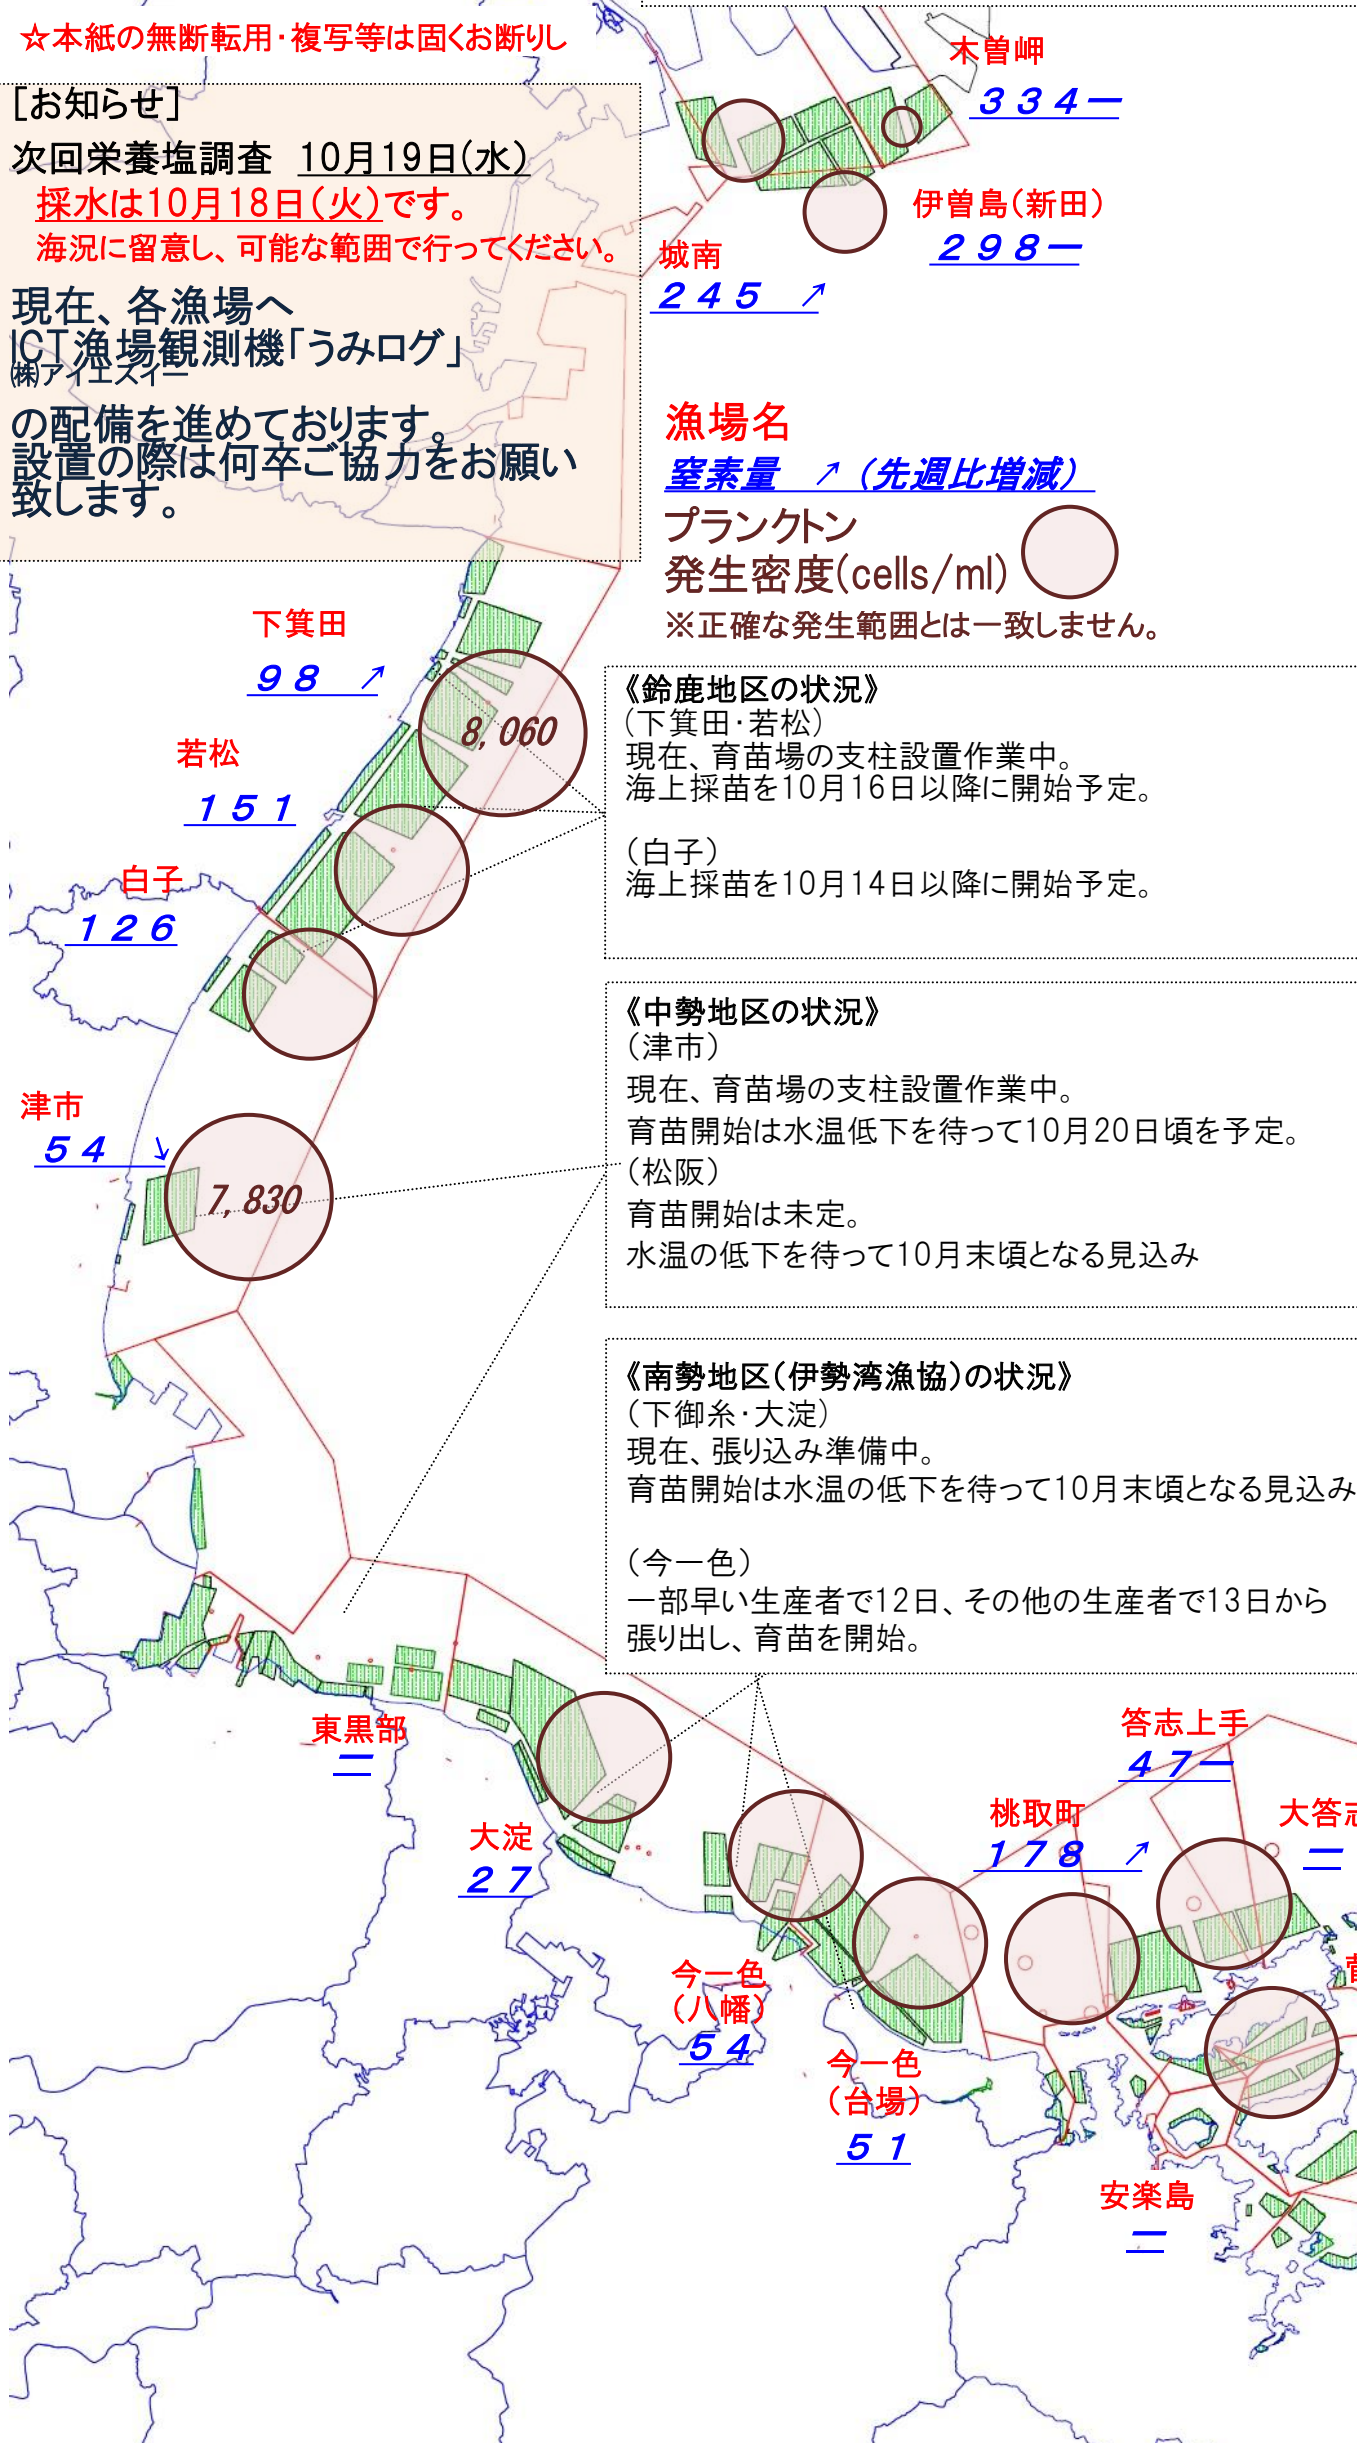 ☆本紙の無断転用・複写等は固くお断りし
[お知らせ]
次回栄養塩調査 10月19日(水)
採水は10月18日(火)です。
海況に留意し、可能な範囲で行ってください。
現在、各漁場へ
ICT漁場観測機「うみログ」
㈱アイエスイー
の配備を進めております。
設置の際は何卒ご協力をお願い
致します。
木曽岬
334ー
伊曽島(新田)
298ー
城南
245 ↗
漁場名
窒素量 ↗(先週比増減)
プランクトン
発生密度(cells/ml)
※正確な発生範囲とは一致しません。
下箕田
98 ↗
8,060
若松
151
白子
126
《鈴鹿地区の状況》
(下箕田・若松)
現在、育苗場の支柱設置作業中。
海上採苗を10月16日以降に開始予定。
(白子)
海上採苗を10月14日以降に開始予定。
津市
54 ↓
7,830
《中勢地区の状況》
(津市)
現在、育苗場の支柱設置作業中。
育苗開始は水温低下を待って10月20日頃を予定。
(松阪)
育苗開始は未定。
水温の低下を待って10月末頃となる見込み
《南勢地区(伊勢湾漁協)の状況》
(下御糸・大淀)
現在、張り込み準備中。
育苗開始は水温の低下を待って10月末頃となる見込み
(今一色)
一部早い生産者で12日、その他の生産者で13日から
張り出し、育苗を開始。
東黒部
ー
大淀
27
今一色
(八幡)
54
今一色
(台場)
51
答志上手
47ー
桃取町
178 ↗
大答志
ー
安楽島
ー